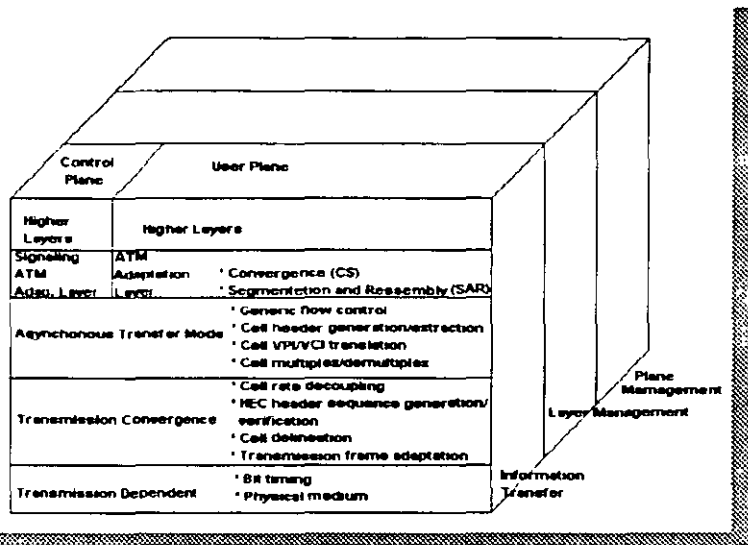 Control
Plane
User Plane
Higher
Layers
Higher Layers
Signaling
ATM
Adap. Layer
ATM
Adaptation
Layer
* Convergence (CS)
* Segmentetion and Reassembly (SAR)
Asynchonous Transfer Mode
* Generic flow control
* Cell header generation/extraction
* Cell VPI/VCI translation
* Cell multiplex/demultiplex
Transmission Convergence
* Cell rate decoupling
* HEC header sequence generation/
verification
* Cell delineation
* Transmission frame adaptation
Transmission Dependent
* Bit timing
* Physical medium
Plane
Mamagement
Layer Management
Information
Transfer